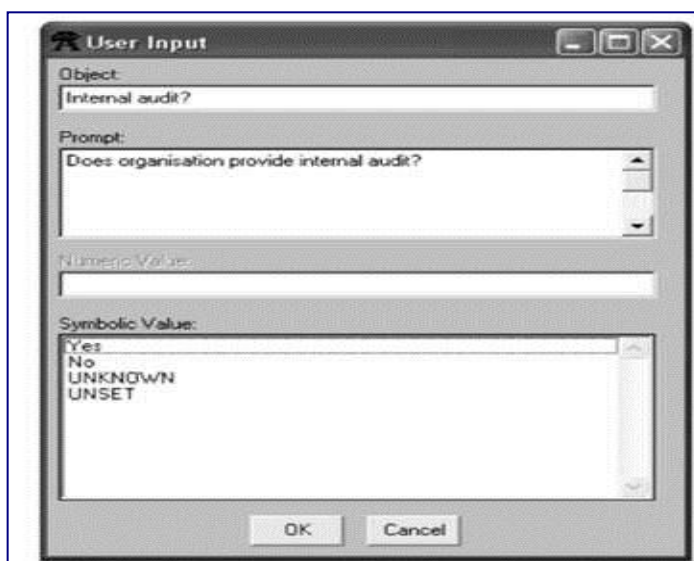 User Input
Object:
Internal audit?
Prompt:
Does organisation provide internal audit?
Numeric Value:
Symbolic Value:
Yes
No
UNKNOWN
UNSET
OK Cancel